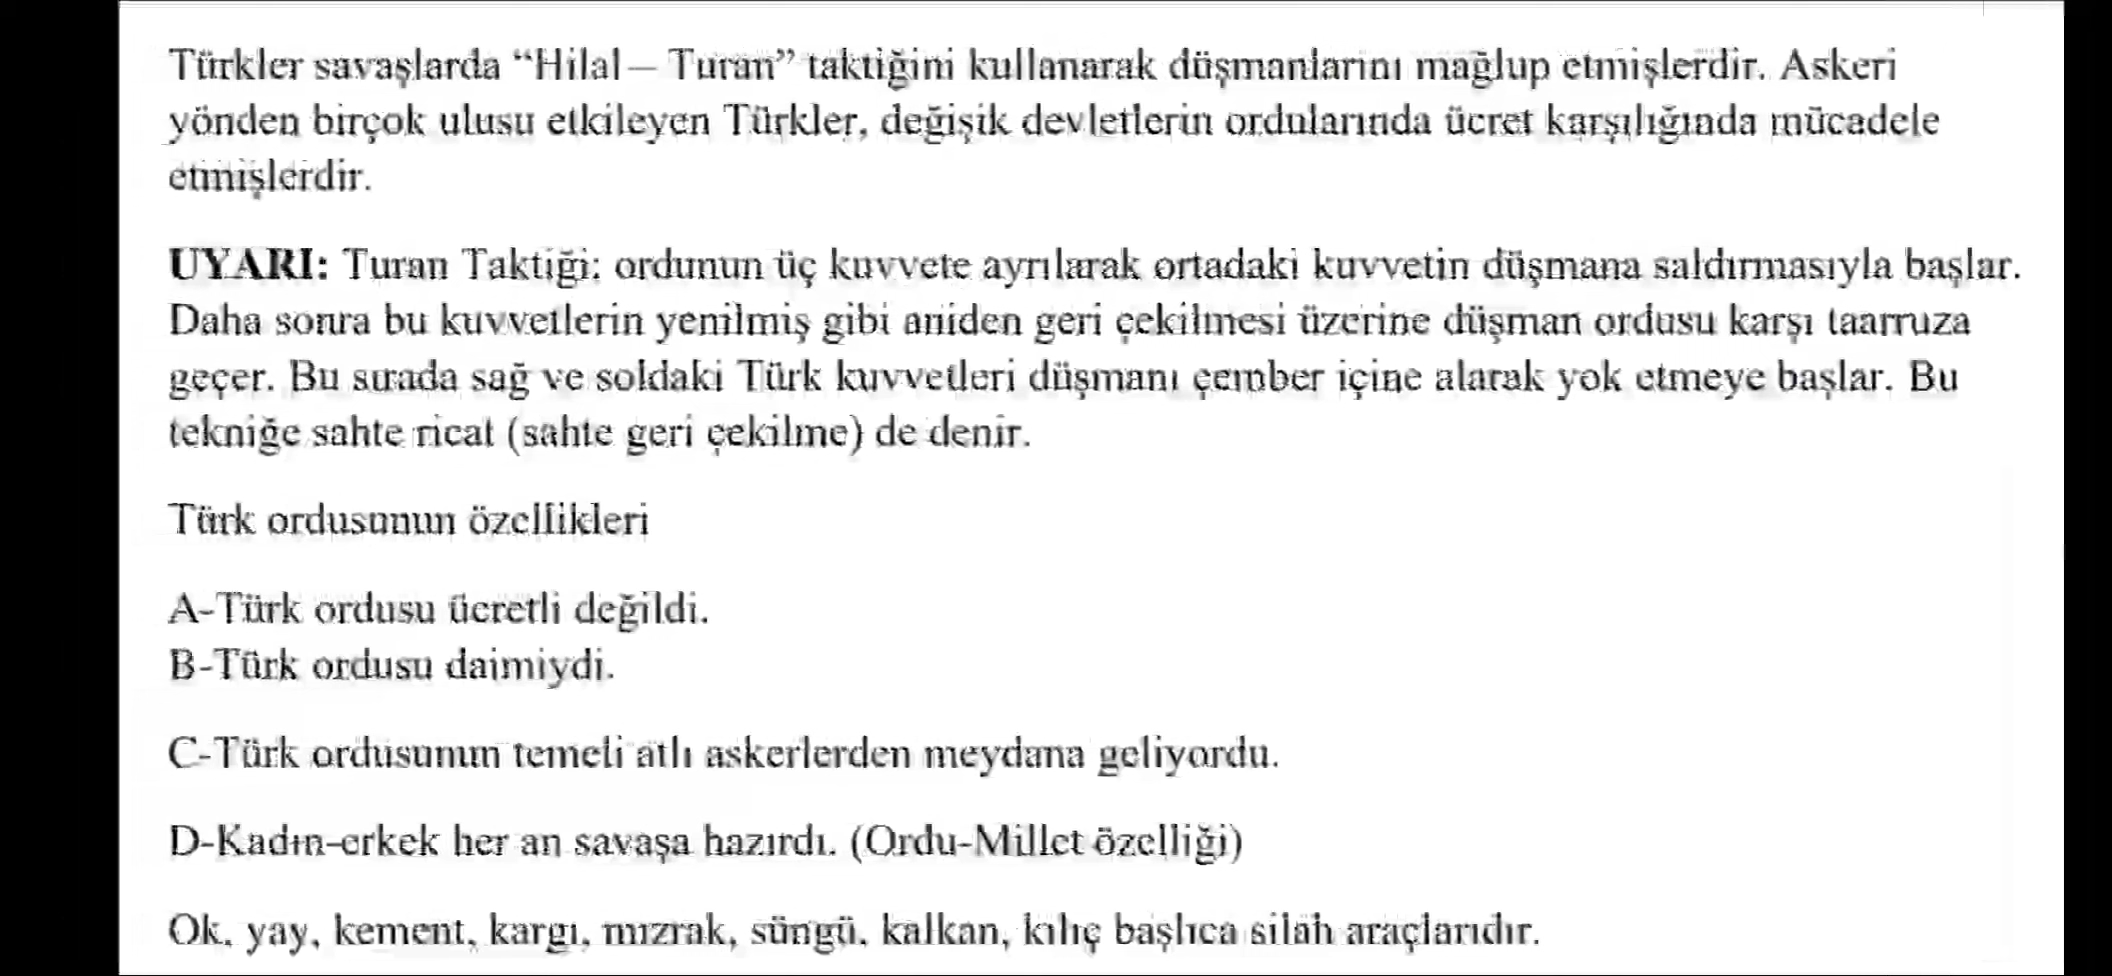 Türkler savaşlarda “Hilal – Turan” taktiğini kullanarak düşmanlarını mağlup etmişlerdir. Askeri
yönden birçok ulusu etkileyen Türkler, değişik devletlerin ordularında ücret karşılığında mücadele
etmişlerdir.
UYARI: Turan Taktiği: ordunun üç kuvvete ayrılarak ortadaki kuvvetin düşmana saldırmasıyla başlar.
Daha sonra bu kuvvetlerin yenilmiş gibi aniden geri çekilmesi üzerine düşman ordusu karşı taarruza
geçer. Bu sırada sağ ve soldaki Türk kuvvetleri düşmanı çember içine alarak yok etmeye başlar. Bu
tekniğe sahte ricat (sahte geri çekilme) de denir.
Türk ordusunun özellikleri
A-Türk ordusu ücretli değildi.
B-Türk ordusu daimiydi.
C-Türk ordusunun temeli atlı askerlerden meydana geliyordu.
D-Kadın-erkek her an savaşa hazırdı. (Ordu-Millet özelliği)
Ok, yay, kement, kargı, mızrak, süngü, kalkan, kılıç başlıca silah araçlarıdır.